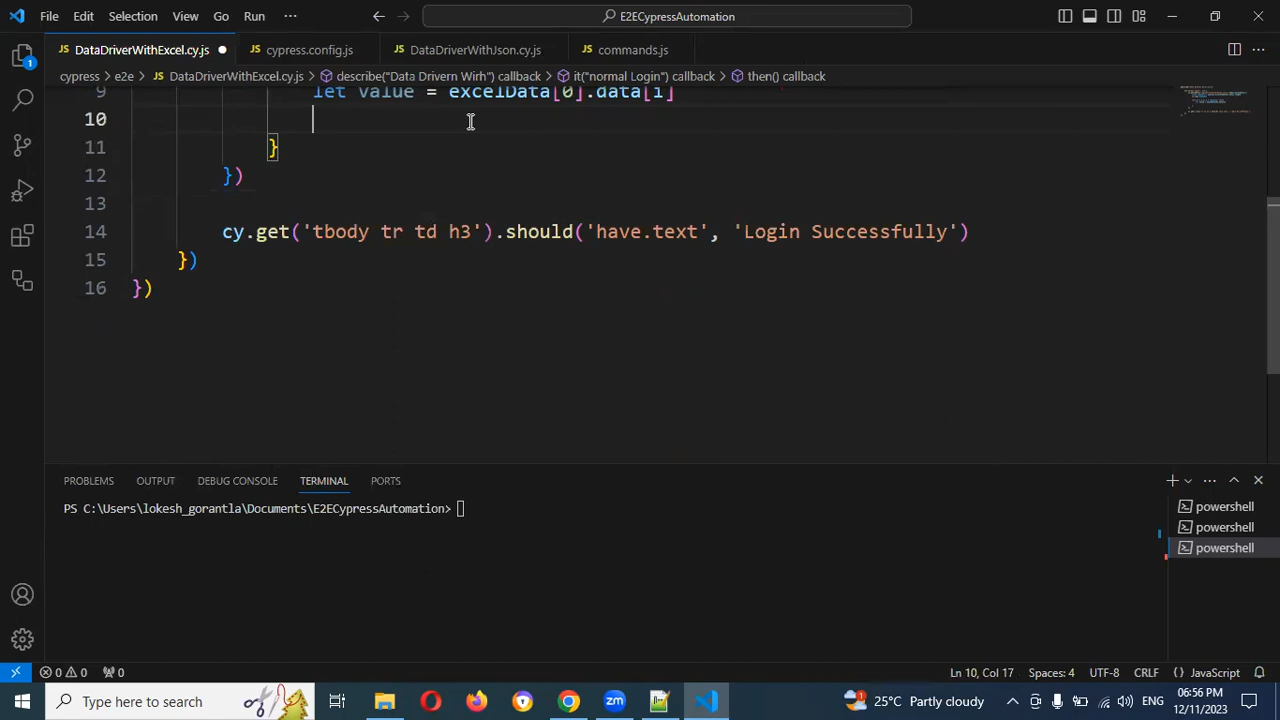 File Edit Selection View Go Run ··· E2ECypressAutomation
DataDriverWithExcel.cy.js cypress.config.js DataDriverWithJson.cy.js commands.js
cypress > e2e > DataDriverWithExcel.cy.js > describe("Data Drivern Wirh") callback > it("normal Login") callback > then() callback
9 let value = excelData[0].data[i]
10
11 }
12 })
13
14 cy.get('tbody tr td h3').should('have.text', 'Login Successfully')
15 })
16 })
PROBLEMS OUTPUT DEBUG CONSOLE TERMINAL PORTS
PS C:\Users\lokesh_gorantla\Documents\E2ECypressAutomation>
powershell
powershell
powershell
0 0 0 Ln 10, Col 17 Spaces: 4 UTF-8 CRLF { } JavaScript
Type here to search 25°C Partly cloudy ENG 06:56 PM
12/11/2023